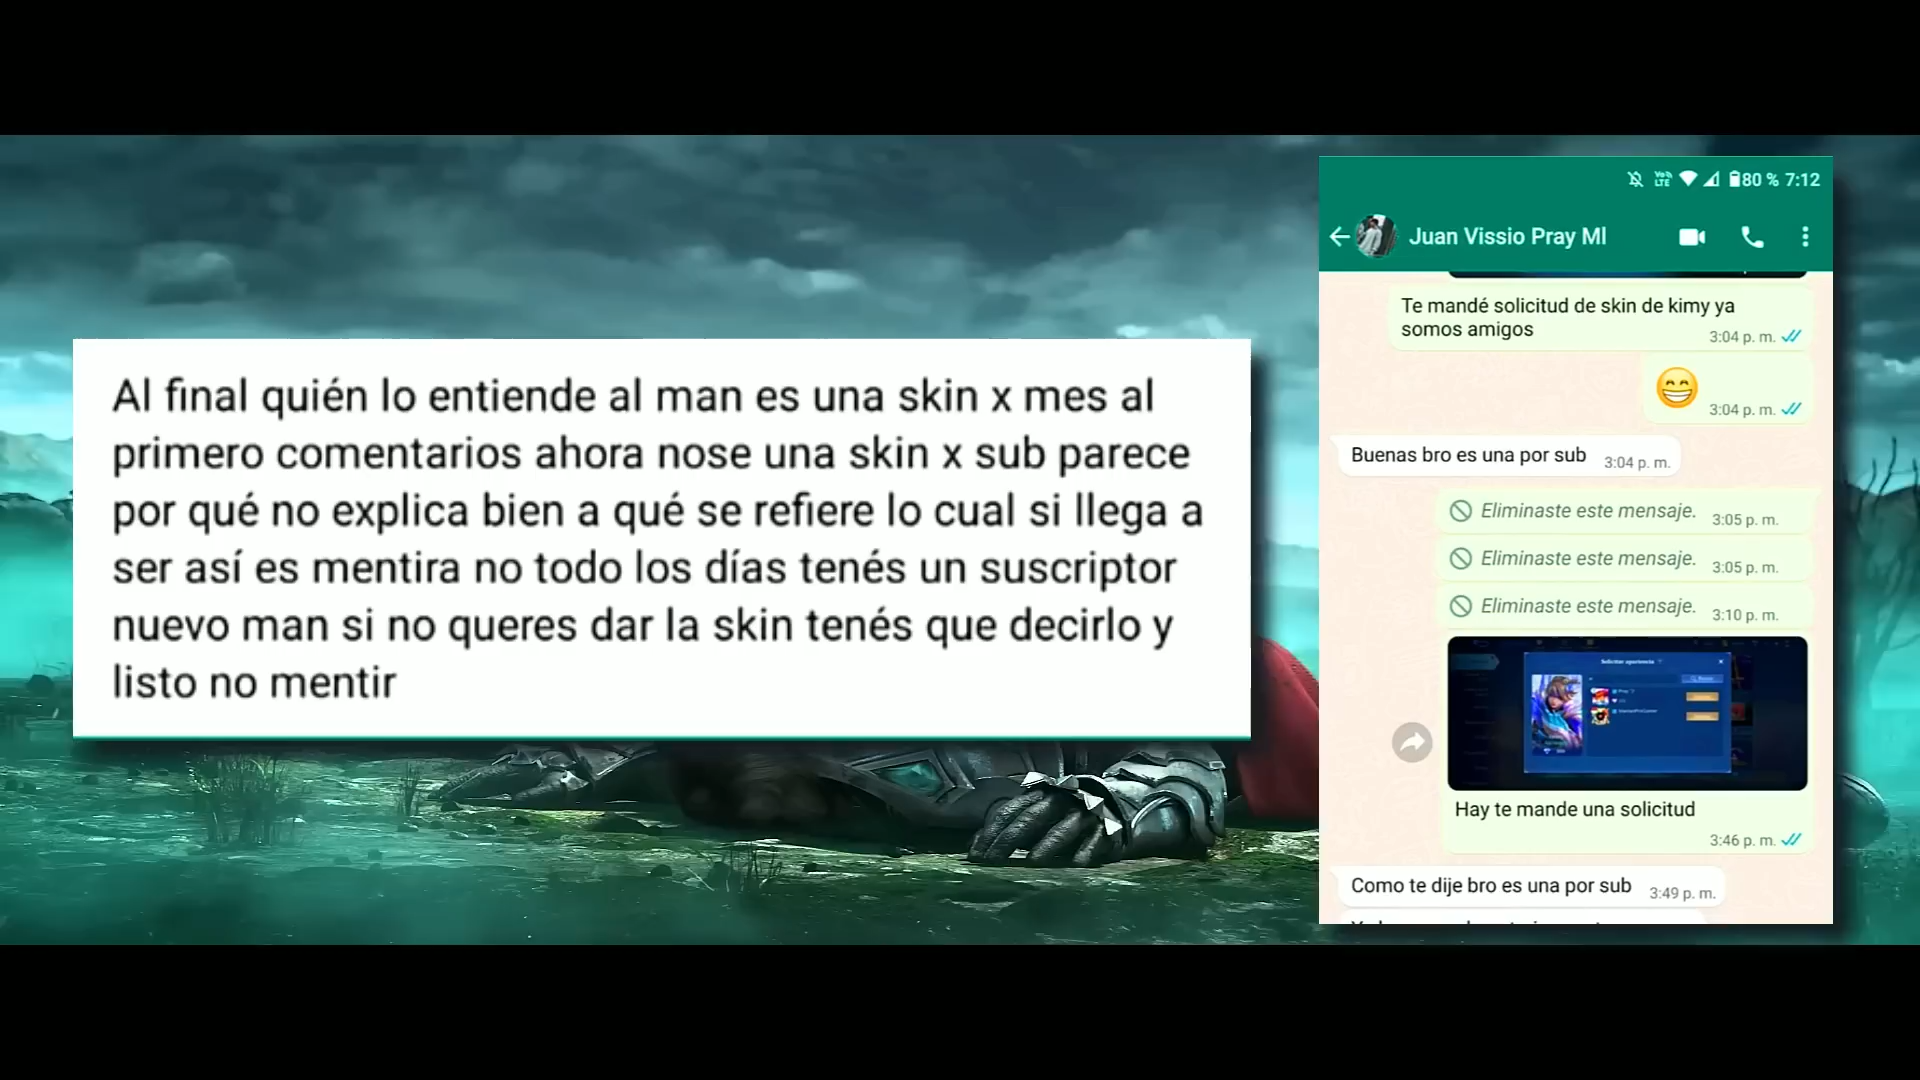 Al final quién lo entiende al man es una skin x mes al
primero comentarios ahora nose una skin x sub parece
por qué no explica bien a qué se refiere lo cual si llega a
ser así es mentira no todo los días tenés un suscriptor
nuevo man si no queres dar la skin tenés que decirlo y
listo no mentir
80 % 7:12
Juan Vissio Pray Ml
Te mandé solicitud de skin de kimy ya
somos amigos
3:04 p. m.
3:04 p. m.
Buenas bro es una por sub 3:04 p. m.
Eliminaste este mensaje. 3:05 p. m.
Eliminaste este mensaje. 3:05 p. m.
Eliminaste este mensaje. 3:10 p. m.
Solicitar apariencia
Hay te mande una solicitud
3:46 p. m.
Como te dije bro es una por sub 3:49 p. m.